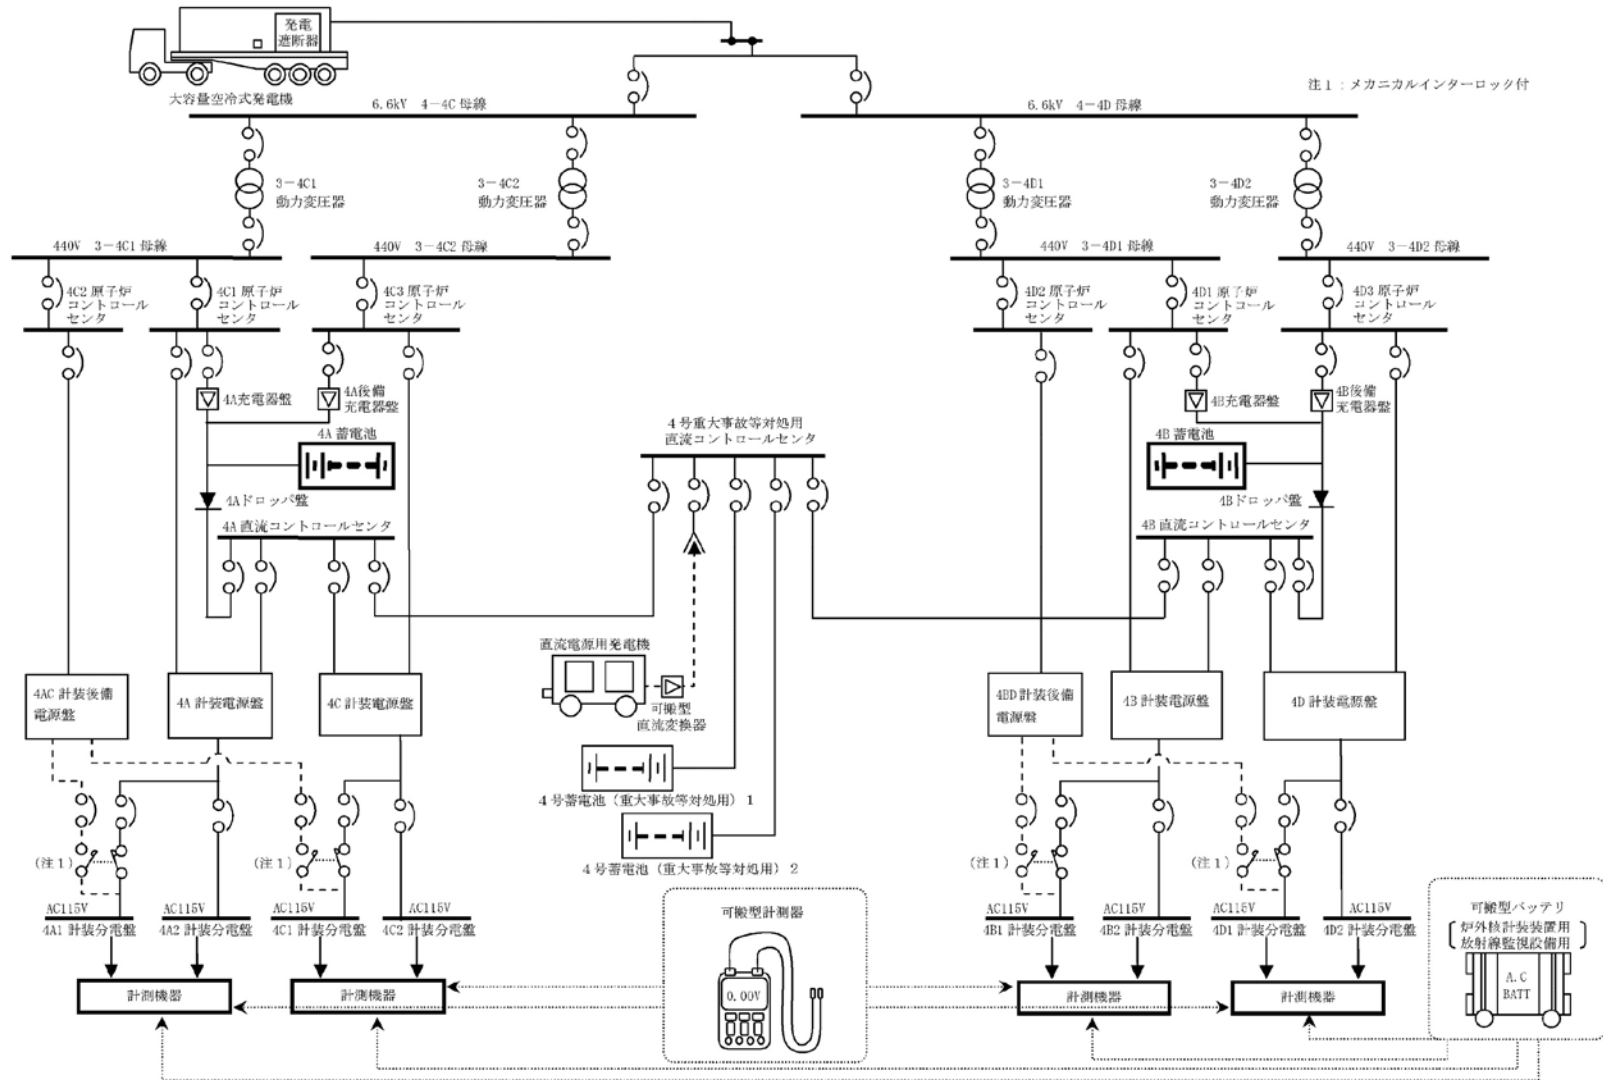 発電
遮断器
大容量空冷式発電機
注１：メカニカルインターロック付
6.6kV　4－4C 母線
6.6kV　4－4D 母線
3－4C1
動力変圧器
3－4C2
動力変圧器
3－4D1
動力変圧器
3－4D2
動力変圧器
440V　3－4C1 母線
440V　3－4C2 母線
440V　3－4D1 母線
440V　3－4D2 母線
4C2 原子炉
コントロール
センタ
4C1 原子炉
コントロール
センタ
4C3 原子炉
コントロール
センタ
4D2 原子炉
コントロール
センタ
4D1 原子炉
コントロール
センタ
4D3 原子炉
コントロール
センタ
4A充電器盤
4A後備
充電器盤
4B充電器盤
4B後備
充電器盤
4A 蓄電池
4号重大事故等対処用
直流コントロールセンタ
4B 蓄電池
4Aドロッパ盤
4Bドロッパ盤
4A 直流コントロールセンタ
4B 直流コントロールセンタ
直流電源用発電機
可搬型
直流変換器
4AC 計装後備
電源盤
4A 計装電源盤
4C 計装電源盤
4BD 計装後備
電源盤
4B 計装電源盤
4D 計装電源盤
4号蓄電池（重大事故等対処用）1
4号蓄電池（重大事故等対処用）2
(注１)
(注１)
(注１)
(注１)
AC115V
4A1 計装分電盤
AC115V
4A2 計装分電盤
AC115V
4C1 計装分電盤
AC115V
4C2 計装分電盤
AC115V
4B1 計装分電盤
AC115V
4B2 計装分電盤
AC115V
4D1 計装分電盤
AC115V
4D2 計装分電盤
可搬型計測器
0.00V
可搬型バッテリ
炉外核計装装置用
放射線監視設備用
A.C
BATT
計測機器
計測機器
計測機器
計測機器